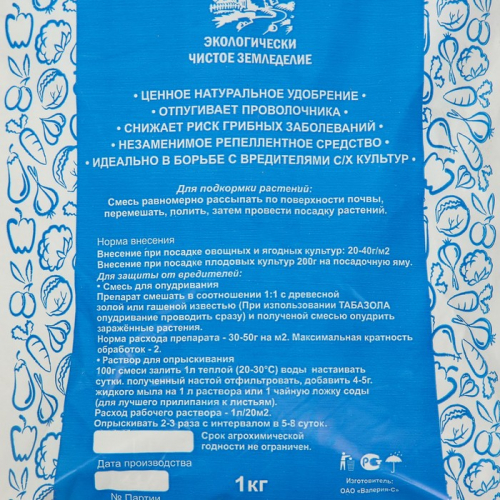 ЭКОЛОГИЧЕСКИ
ЧИСТОЕ ЗЕМЛЕДЕЛИЕ
• ЦЕННОЕ НАТУРАЛЬНОЕ УДОБРЕНИЕ •
• ОТПУГИВАЕТ ПРОВОЛОЧНИКА •
• СНИЖАЕТ РИСК ГРИБНЫХ ЗАБОЛЕВАНИЙ •
• НЕЗАМЕНИМОЕ РЕПЕЛЛЕНТНОЕ СРЕДСТВО •
• ИДЕАЛЬНО В БОРЬБЕ С ВРЕДИТЕЛЯМИ С/Х КУЛЬТУР •
Для подкормки растений:
Смесь равномерно рассыпать по поверхности почвы,
перемешать, полить, затем провести посадку растений.
Норма внесения
Внесение при посадке овощных и ягодных культур: 20-40г/м2
Внесение при посадке плодовых культур 200г на посадочную яму.
Для защиты от вредителей:
• Смесь для опудривания
Препарат смешать в соотношении 1:1 с древесной
золой или гашеной известью (При использовании ТАБАЗОЛА
опудривание проводить сразу) и полученой смесью опудрить
заражённые растения.
Норма расхода препарата - 30-50г на м2. Максимальная кратность
обработок - 2.
• Раствор для опрыскивания
100г смеси залить 1л теплой (20-30°С) воды настаивать
сутки. полученный настой отфильтровать, добавить 4-5г.
жидкого мыла на 1 л раствора или 1 чайную ложку соды
(для лучшего прилипания к листьям).
Расход рабочего раствора - 1л/20м2.
Опрыскивать 2-3 раза с интервалом в 5-8 суток.
Срок агрохимической
годности не ограничен.
Дата производства
№ Партии
1кг
РСТ
Изготовитель:
ОАО «Валерия-С»